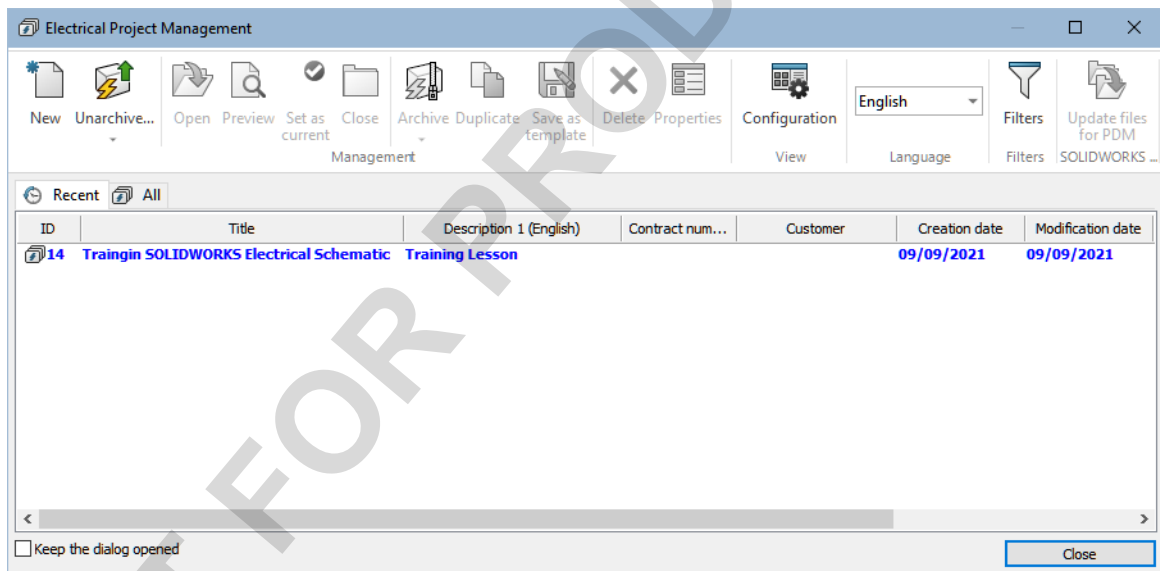 Electrical Project Management
New Unarchive... Open Preview Set as current Close Archive Duplicate Save as template Delete Properties Configuration English Filters Update files for PDM
Management View Language Filters SOLIDWORKS ...
Recent All
ID Title Description 1 (English) Contract num... Customer Creation date Modification date
14 Traingin SOLIDWORKS Electrical Schematic Training Lesson 09/09/2021 09/09/2021
Keep the dialog opened Close
T FOR PROD